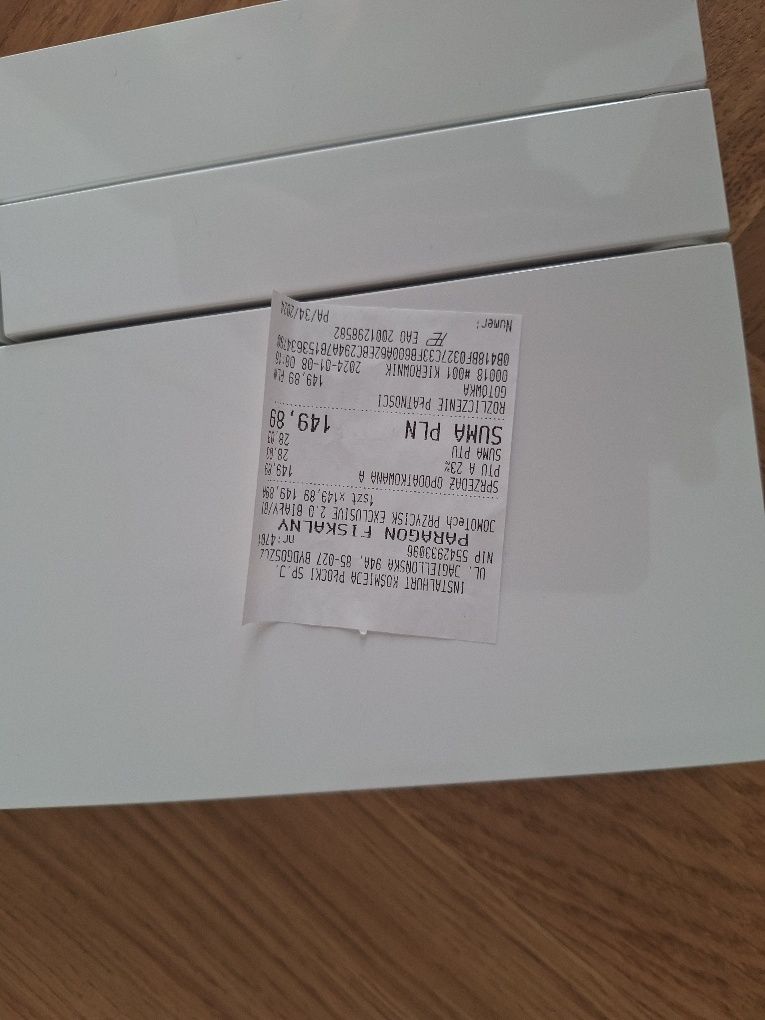 INSTALHURT KOŚMIEJA PŁOCKI SP.J.
UL. JAGIELLOŃSKA 94A, 85-027 BYDGOSZCZ
NIP 5542933096 nr:4761
PARAGON FISKALNY
JOMOTech PRZYCISK EXCLUSIVE 2.0 BIAŁY/BI
1szt x149,89 149,89A
SPRZEDAŻ OPODATKOWANA A 149,89
PTU A 23% 28,03
SUMA PTU 28,03
SUMA PLN 149,89
ROZLICZENIE PŁATNOŚCI
GOTÓWKA 149,89 PLN
00018 #001 KIEROWNIK 2024-01-08 08:16
EAO 2001298582
Numer: PA/34/2024